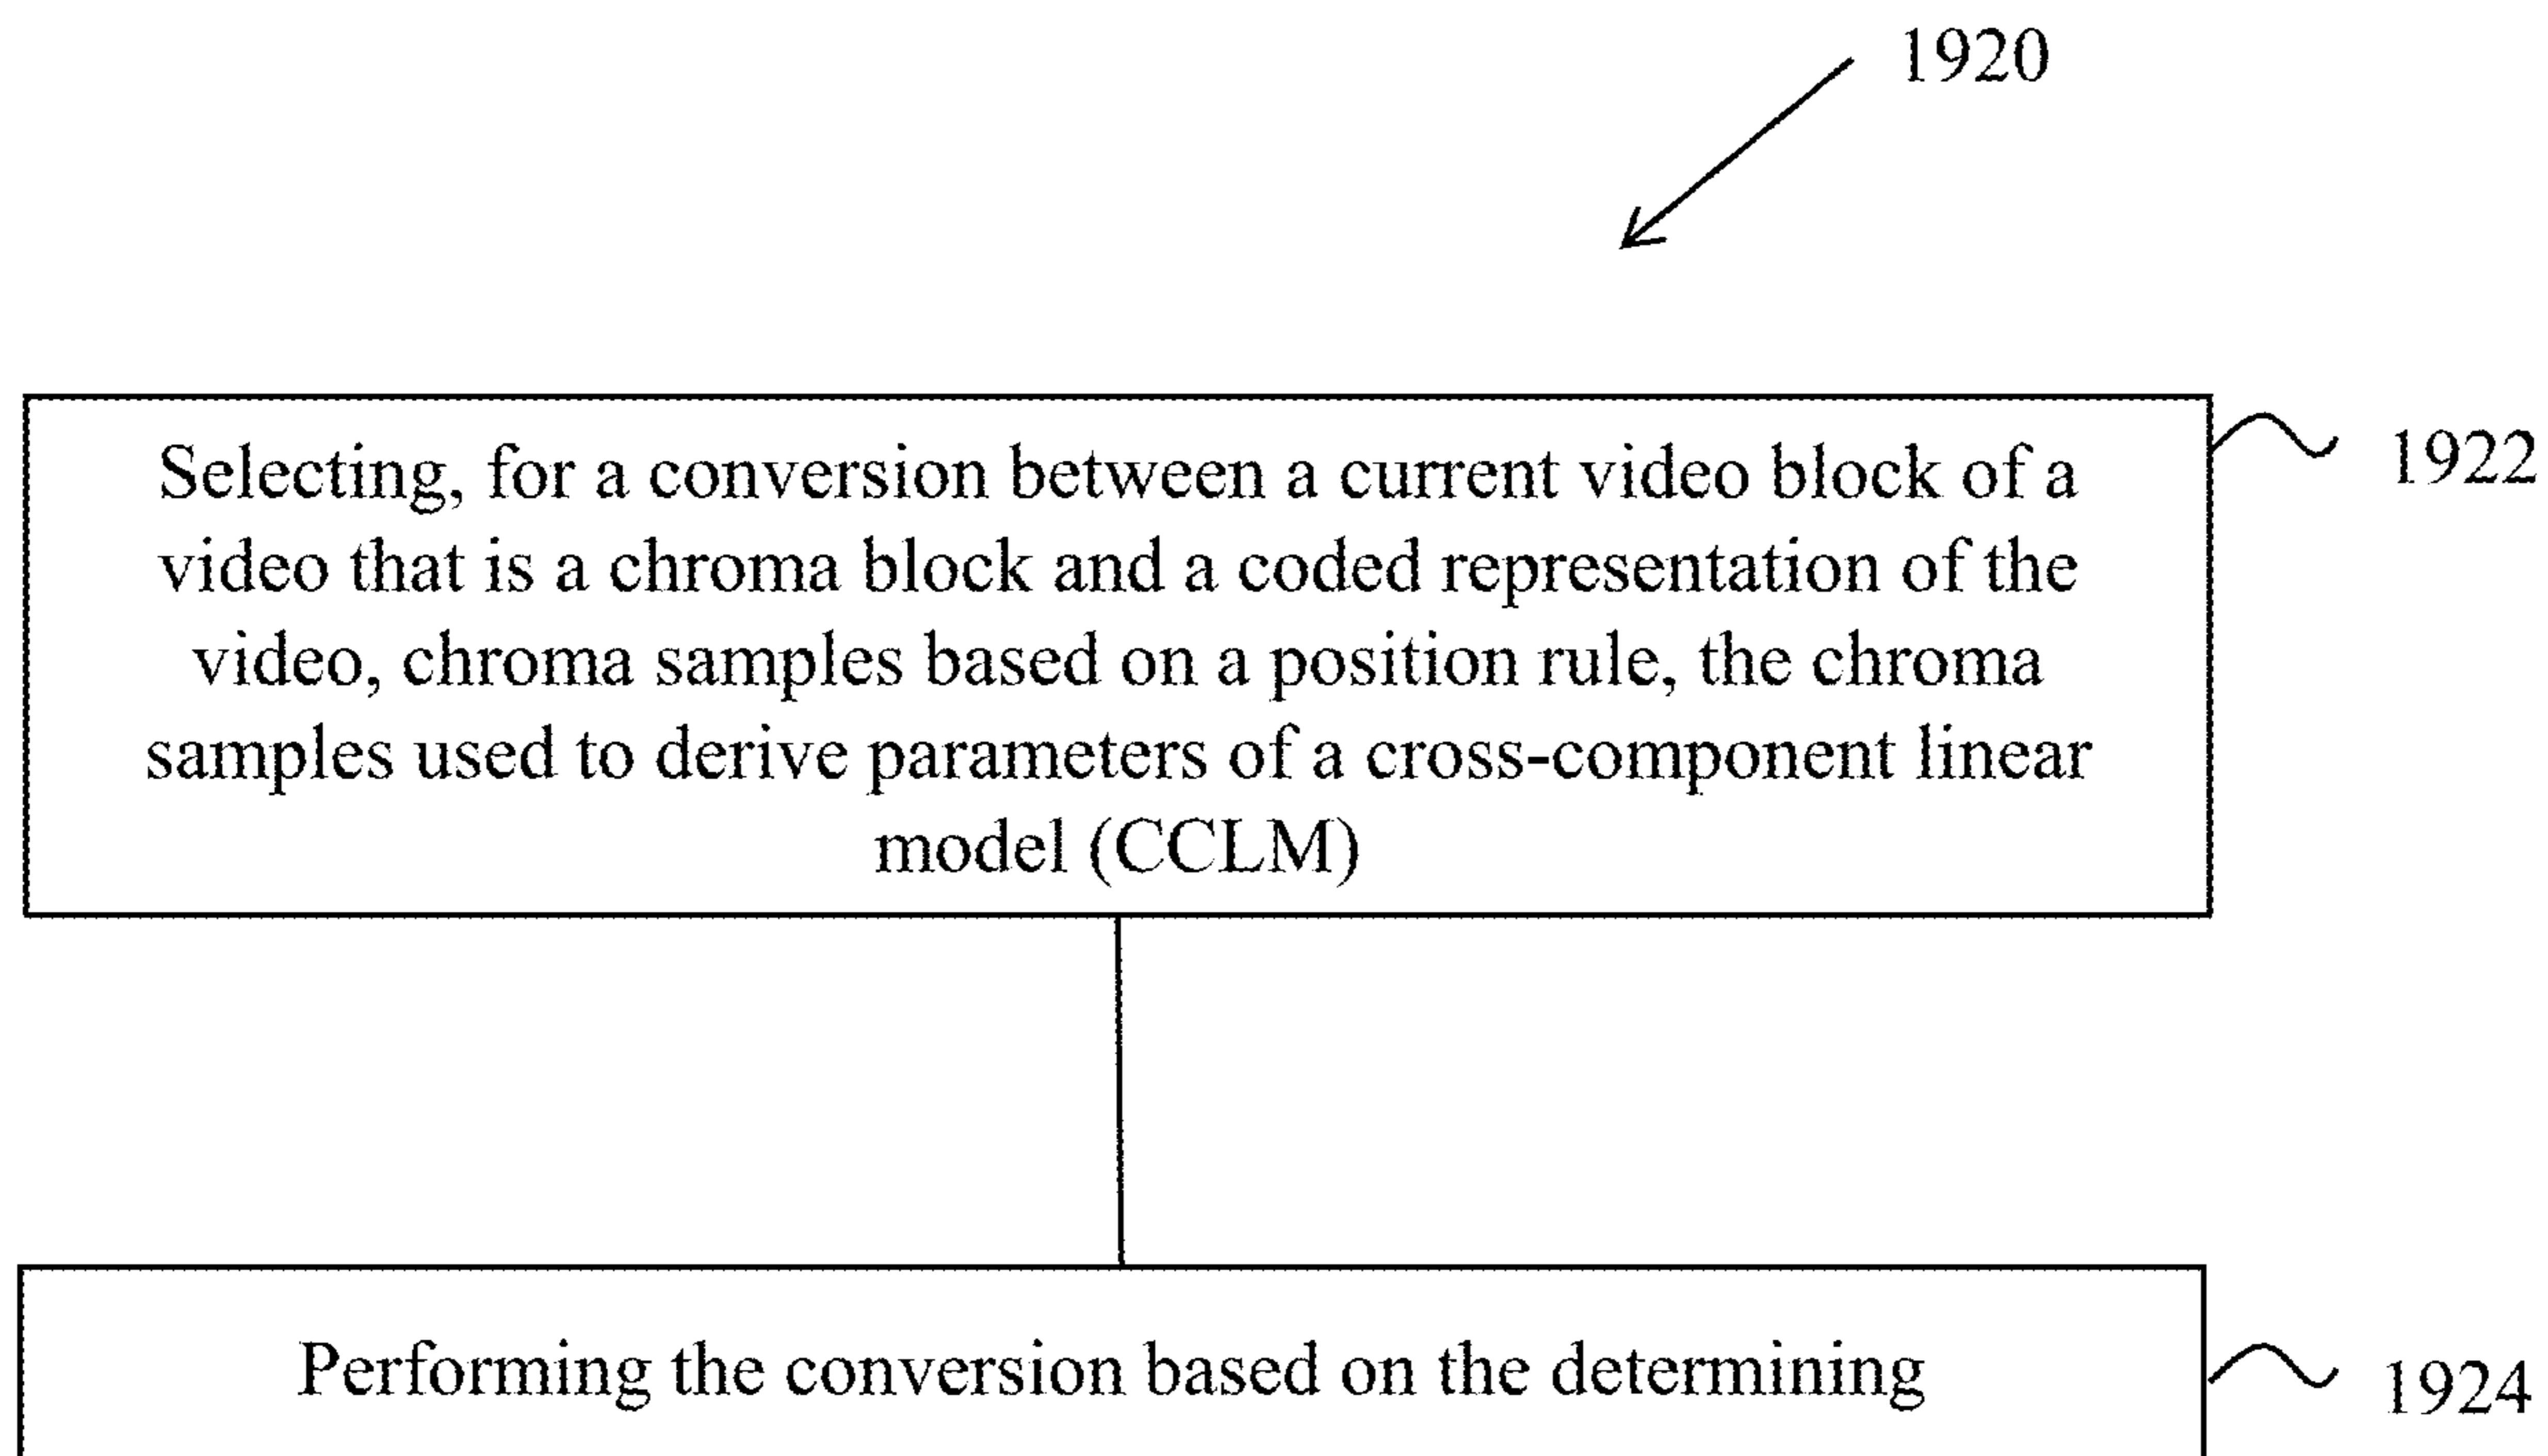 1920
Selecting, for a conversion between a current video block of a
1922
video that is a chroma block and a coded representation of the
video, chroma samples based on a position rule, the chroma
samples used to derive parameters of a cross-component linear
model (CCLM)
Performing the conversion based on the determining
1924